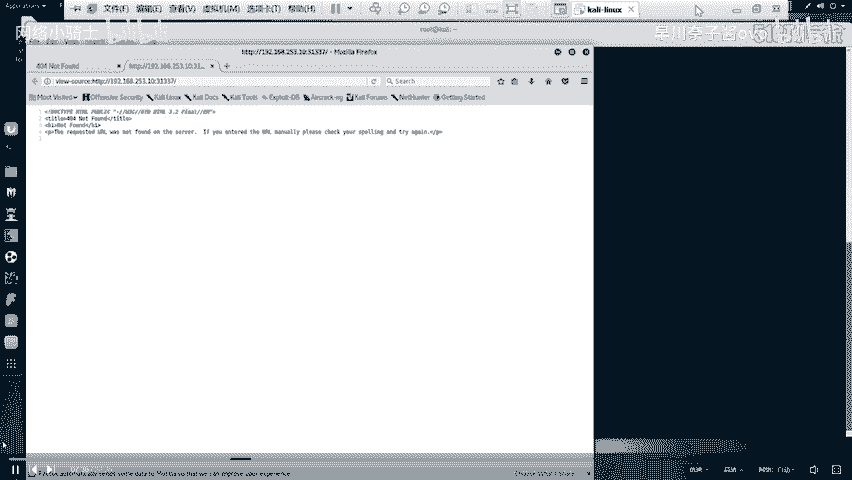 Applications
文件(F) 编辑(E) 查看(V) 虚拟机(M) 选项卡(T) 帮助(H)
kali-linux
网络小骑士
root@kali: ~
http://192.168.253.10:31337/ - Mozilla Firefox
404 Not Found
http://192.168.253.10:31...
view-source:http://192.168.253.10:31337/
Search
Most Visited
Offensive Security
Kali Linux
Kali Docs
Kali Tools
Exploit-DB
Aircrack-ng
Kali Forums
NetHunter
Getting Started
1 <!DOCTYPE HTML PUBLIC "-//W3C//DTD HTML 3.2 Final//EN">
2 <title>404 Not Found</title>
3 <h1>Not Found</h1>
4 <p>The requested URL was not found on the server. If you entered the URL manually please check your spelling and try again.</p>
5
Firefox automatically sends some data to Mozilla so that we can improve your experience